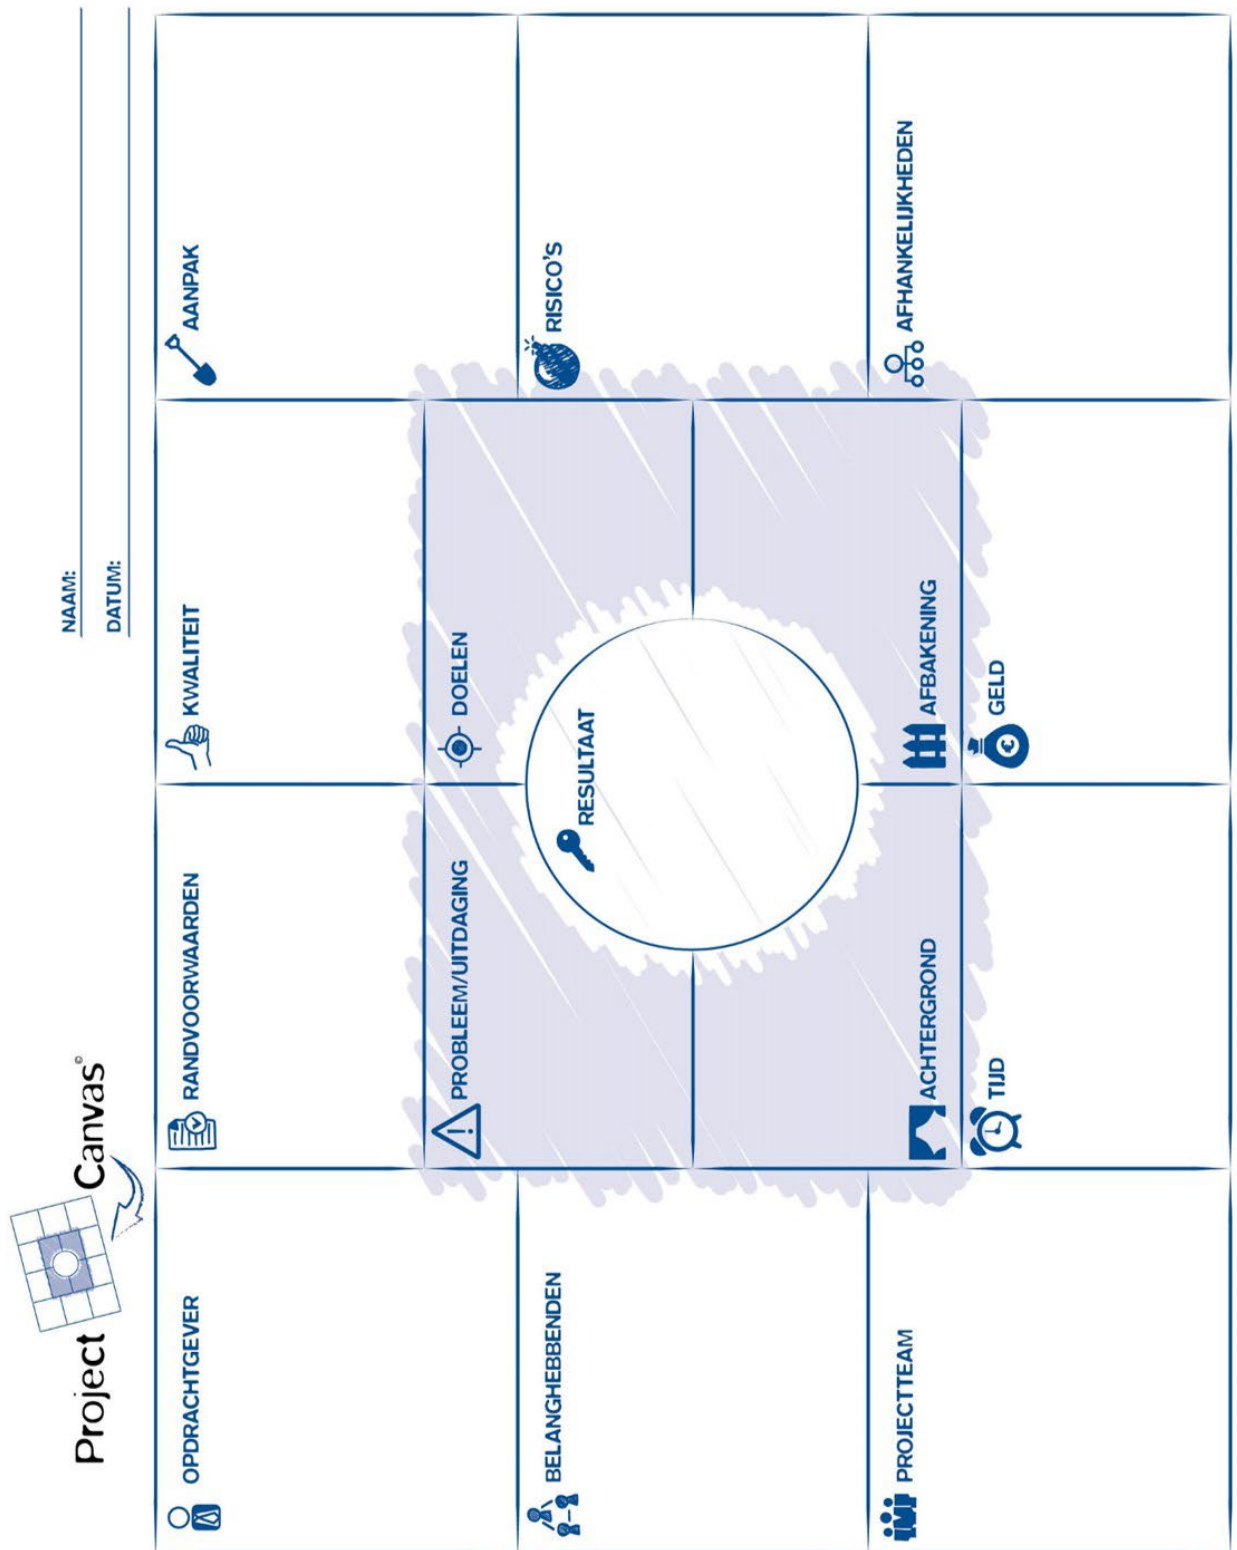 Project Canvas©
NAAM:
DATUM:
OPDRACHTGEVER
RANDVOORWAARDEN
KWALITEIT
AANPAK
PROBLEEM/UITDAGING
DOELEN
BELANGHEBBENDEN
RESULTAAT
RISICO'S
PROJECTTEAM
ACHTERGROND
AFBAKENING
AFHANKELIJKHEDEN
TIJD
GELD